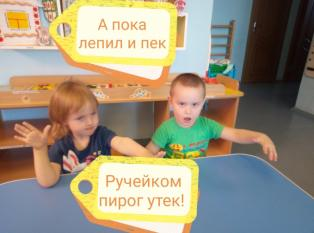 А пока
лепил и пек
Ручейком
пирог утек!